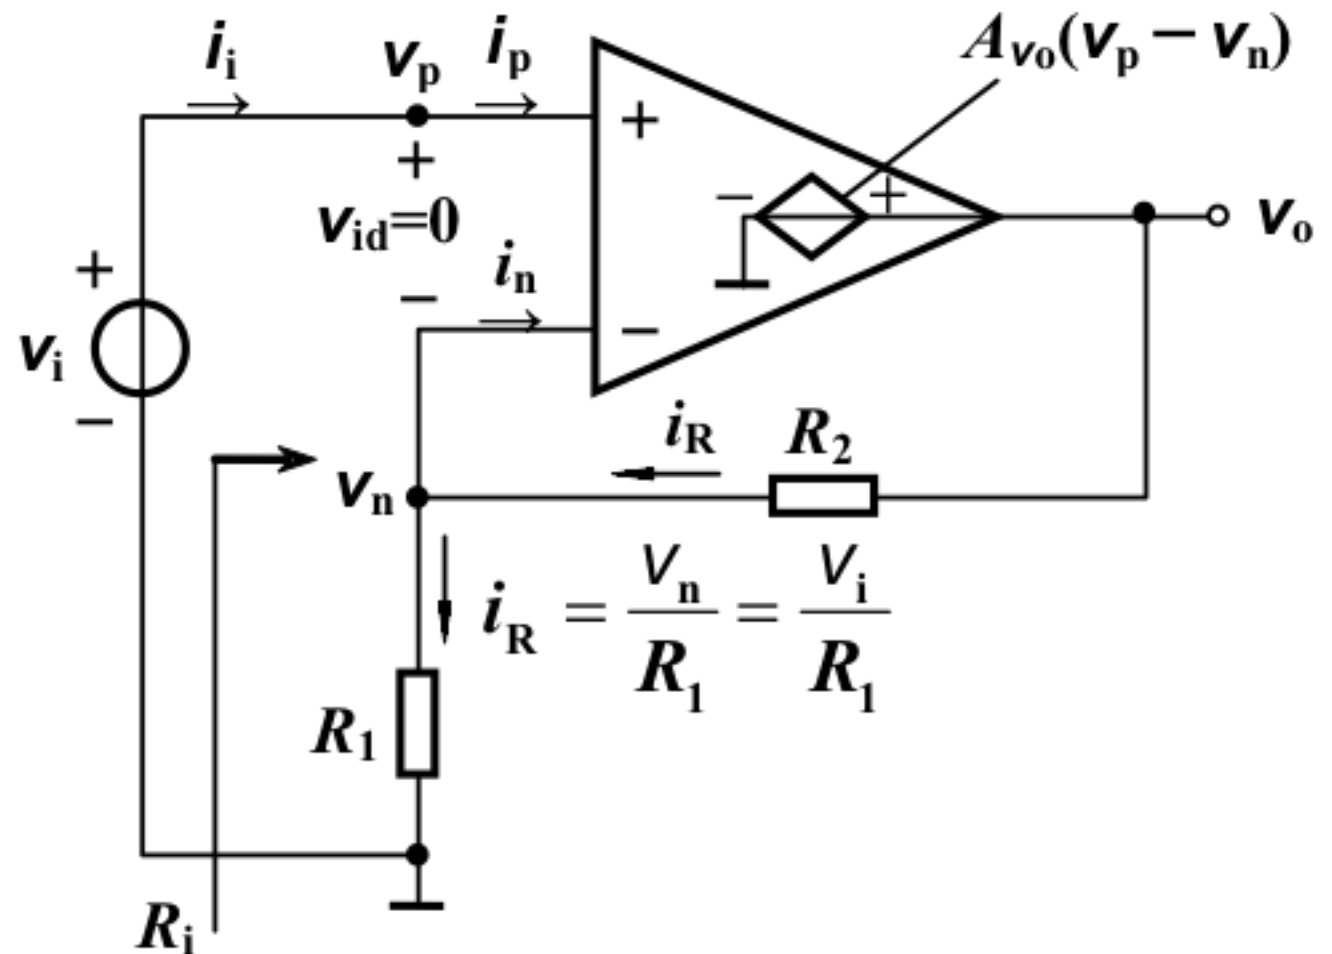 i_i
v_p
i_p
A_vo(v_p − v_n)
+
+
v_id=0
−
+
v_o
i_n
+
−
−
v_i
−
i_R
R_2
v_n
i_R = V_n/R_1 = V_i/R_1
R_1
R_i